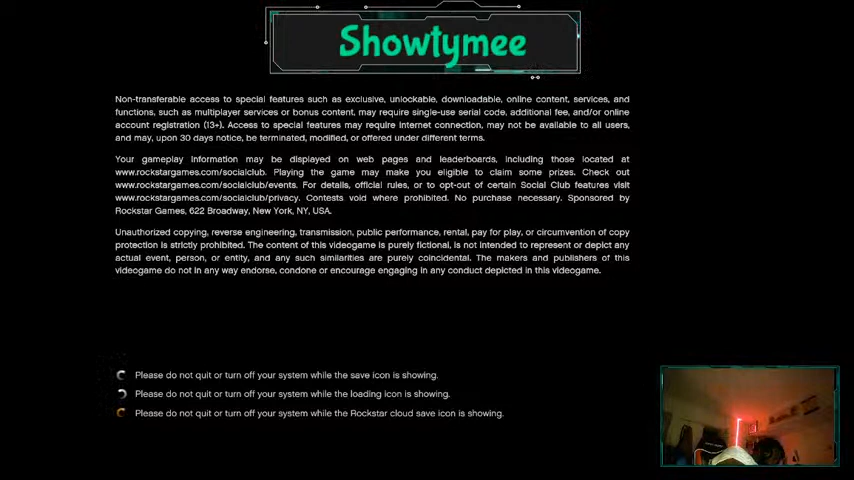 Showtymee
Non-transferable access to special features such as exclusive, unlockable, downloadable, online content, services, and
functions, such as multiplayer services or bonus content, may require single-use serial code, additional fee, and/or online
account registration (13+). Access to special features may require internet connection, may not be available to all users,
and may, upon 30 days notice, be terminated, modified, or offered under different terms.
Your gameplay information may be displayed on web pages and leaderboards, including those located at
www.rockstargames.com/socialclub. Playing the game may make you eligible to claim some prizes. Check out
www.rockstargames.com/socialclub/events. For details, official rules, or to opt-out of certain Social Club features visit
www.rockstargames.com/socialclub/privacy. Contests void where prohibited. No purchase necessary. Sponsored by
Rockstar Games, 622 Broadway, New York, NY, USA.
Unauthorized copying, reverse engineering, transmission, public performance, rental, pay for play, or circumvention of copy
protection is strictly prohibited. The content of this videogame is purely fictional, is not intended to represent or depict any
actual event, person, or entity, and any such similarities are purely coincidental. The makers and publishers of this
videogame do not in any way endorse, condone or encourage engaging in any conduct depicted in this videogame.
Please do not quit or turn off your system while the save icon is showing.
Please do not quit or turn off your system while the loading icon is showing.
Please do not quit or turn off your system while the Rockstar cloud save icon is showing.